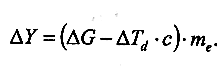 ΔY = (ΔG − ΔT_d · c) · m_e.